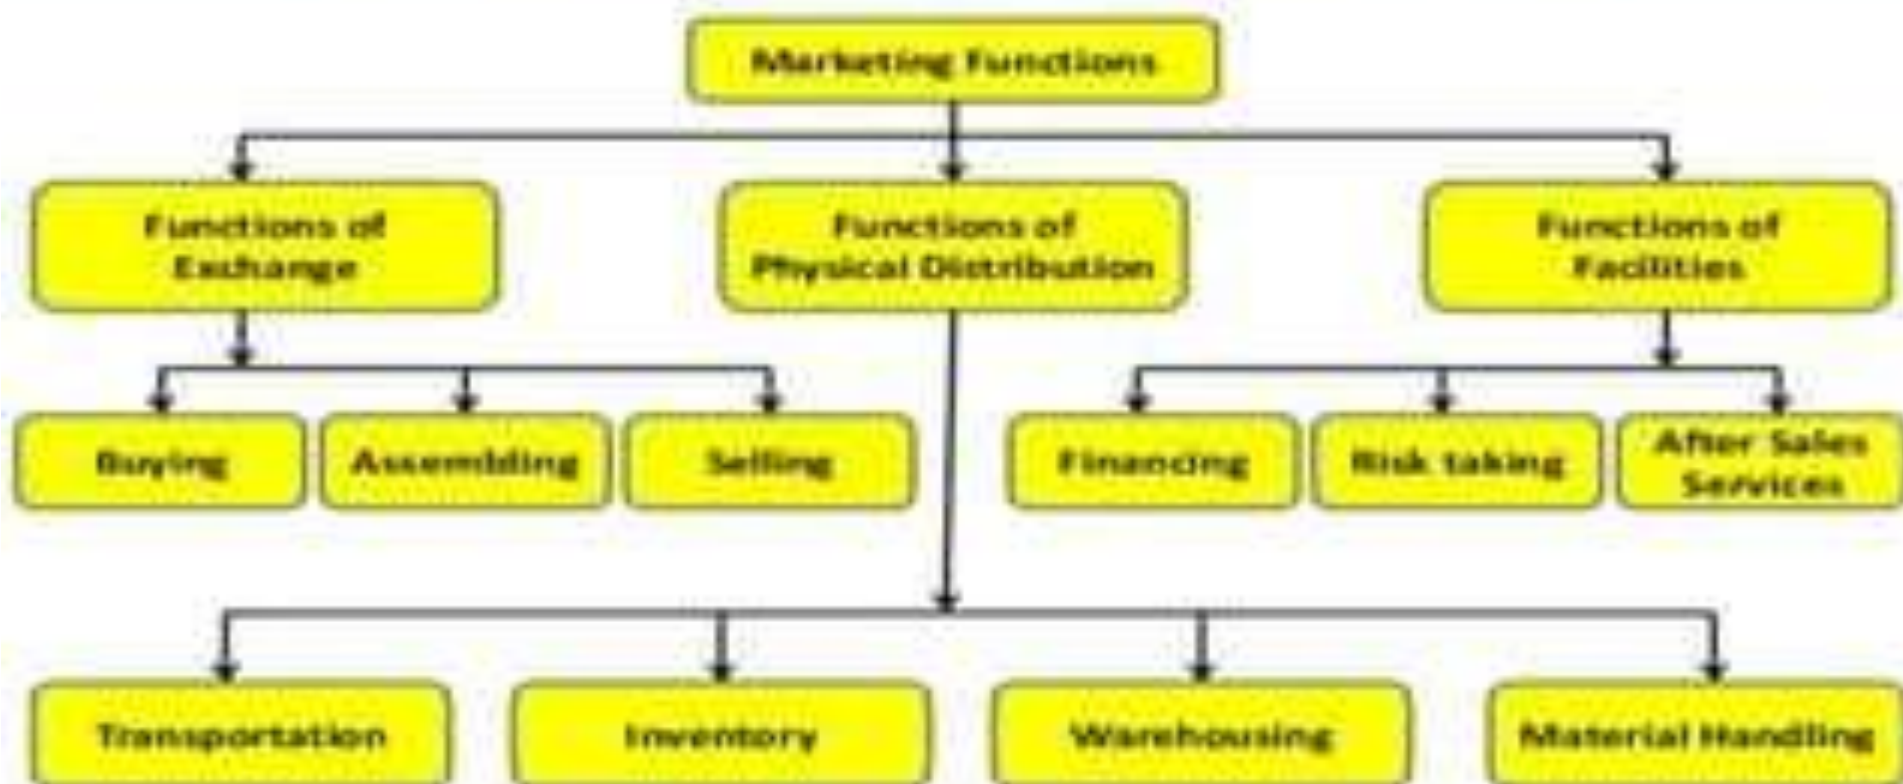 Marketing Functions
Functions of
Exchange
Functions of
Physical Distribution
Functions of
Facilities
Buying
Assembling
Selling
Financing
Risk taking
After Sales
Services
Transportation
Inventory
Warehousing
Material Handling